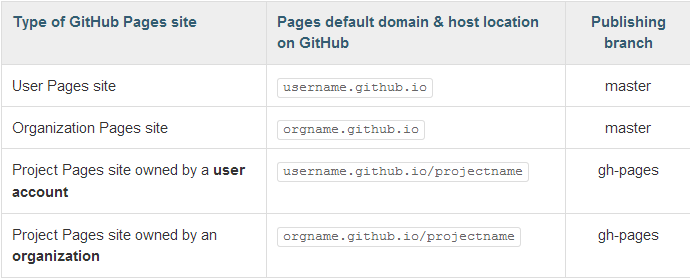 Type of GitHub Pages site
Pages default domain & host location
on GitHub
Publishing
branch
User Pages site
username.github.io
master
Organization Pages site
orgname.github.io
master
Project Pages site owned by a user
account
username.github.io/projectname
gh-pages
Project Pages site owned by an
organization
orgname.github.io/projectname
gh-pages